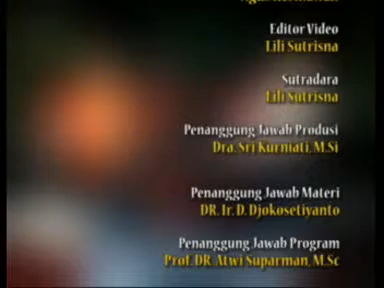 Editor Video
Lili Sutrisna
Sutradara
Lili Sutrisna
Penanggung Jawab Produsi
Dra. Sri Kurniati, M.Si
Penanggung Jawab Materi
DR. Ir. D. Djokosetiyanto
Penanggung Jawab Program
Prof. DR. Atwi Suparman, M.Sc